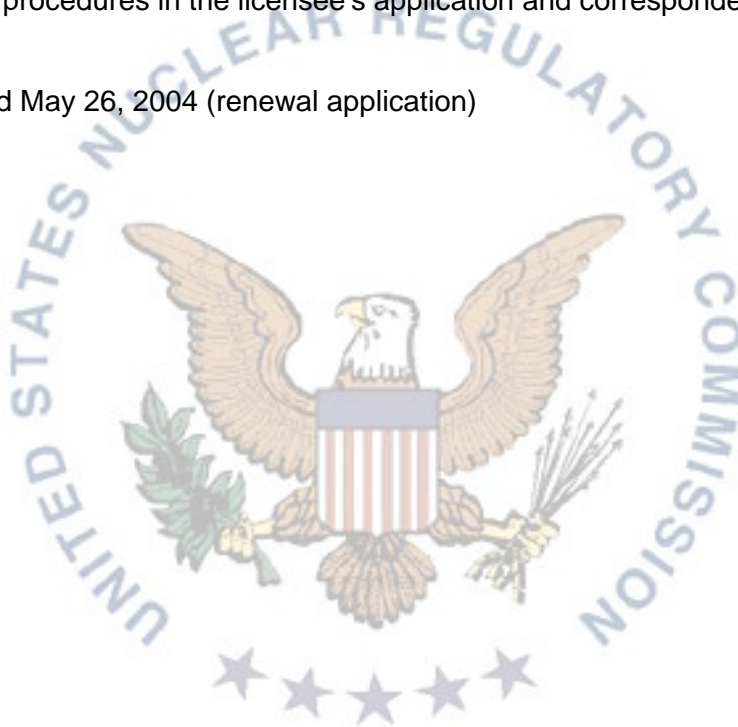 procedures in the licensee's application and corresponde
d May 26, 2004 (renewal application)
UNITED STATES NUCLEAR REGULATORY COMMISSION